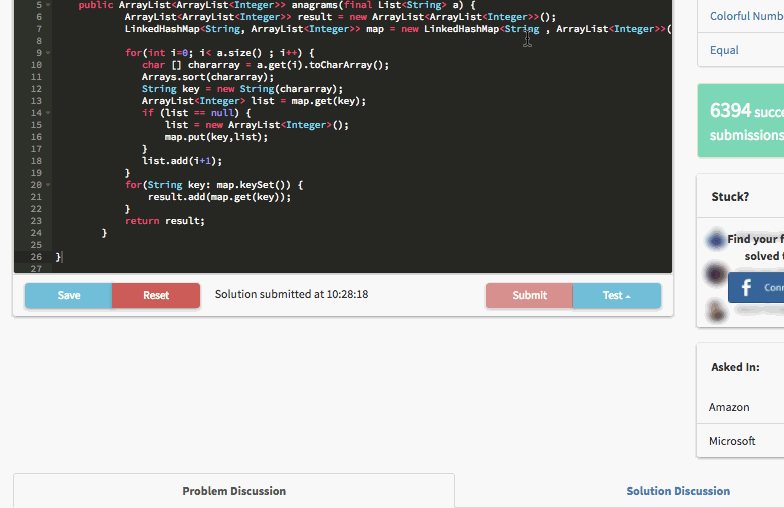 5 public ArrayList<ArrayList<Integer>> anagrams(final List<String> a) {
6 ArrayList<ArrayList<Integer>> result = new ArrayList<ArrayList<Integer>>();
7 LinkedHashMap<String, ArrayList<Integer>> map = new LinkedHashMap<String , ArrayList<Integer>>(
8
9 for(int i=0; i< a.size() ; i++) {
10 char [] chararray = a.get(i).toCharArray();
11 Arrays.sort(chararray);
12 String key = new String(chararray);
13 ArrayList<Integer> list = map.get(key);
14 if (list == null) {
15 list = new ArrayList<Integer>();
16 map.put(key,list);
17 }
18 list.add(i+1);
19 }
20 for(String key: map.keySet()) {
21 result.add(map.get(key));
22 }
23 return result;
24 }
25
26 }
27
Save
Reset
Solution submitted at 10:28:18
Submit
Test
Problem Discussion
Solution Discussion
Colorful Numb
Equal
6394 succe
submissions
Stuck?
Find your f
solved t
f Conn
Asked In:
Amazon
Microsoft